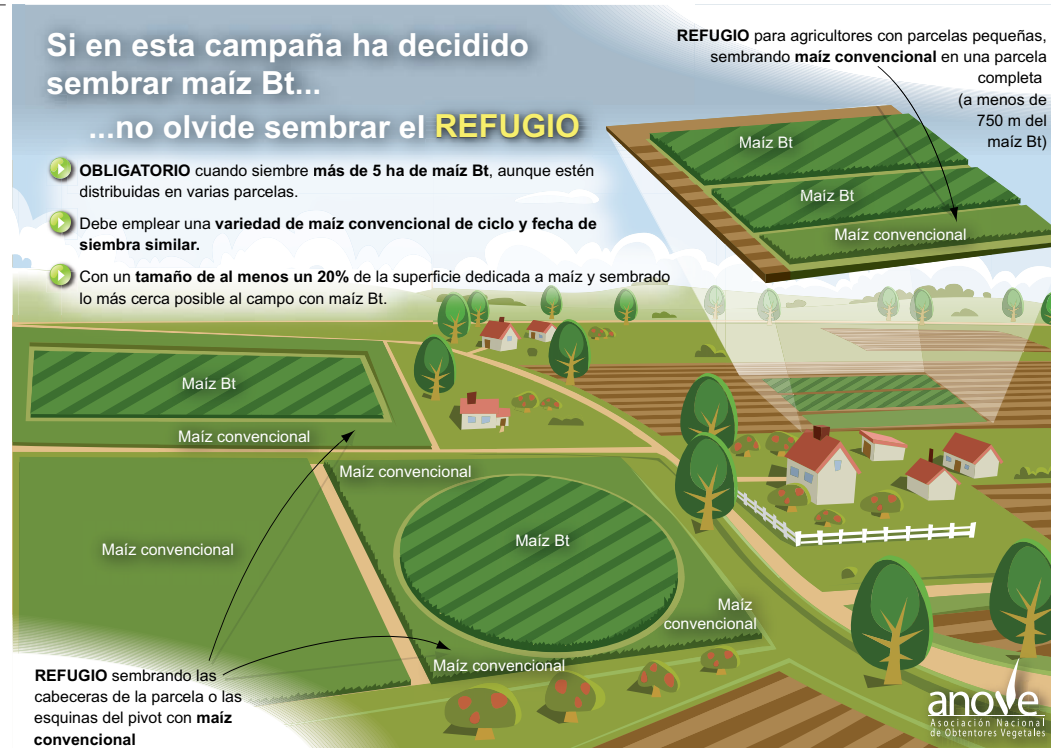 Si en esta campaña ha decidido
sembrar maíz Bt...
...no olvide sembrar el REFUGIO
OBLIGATORIO cuando siembre más de 5 ha de maíz Bt, aunque estén
distribuidas en varias parcelas.
Debe emplear una variedad de maíz convencional de ciclo y fecha de
siembra similar.
Con un tamaño de al menos un 20% de la superficie dedicada a maíz y sembrado
lo más cerca posible al campo con maíz Bt.
REFUGIO para agricultores con parcelas pequeñas,
sembrando maíz convencional en una parcela
completa
(a menos de
750 m del
maíz Bt)
Maíz Bt
Maíz Bt
Maíz convencional
Maíz Bt
Maíz convencional
Maíz convencional
Maíz convencional
Maíz Bt
Maíz
convencional
Maíz convencional
REFUGIO sembrando las
cabeceras de la parcela o las
esquinas del pivot con maíz
convencional
anove
Asociación Nacional
de Obtentores Vegetales